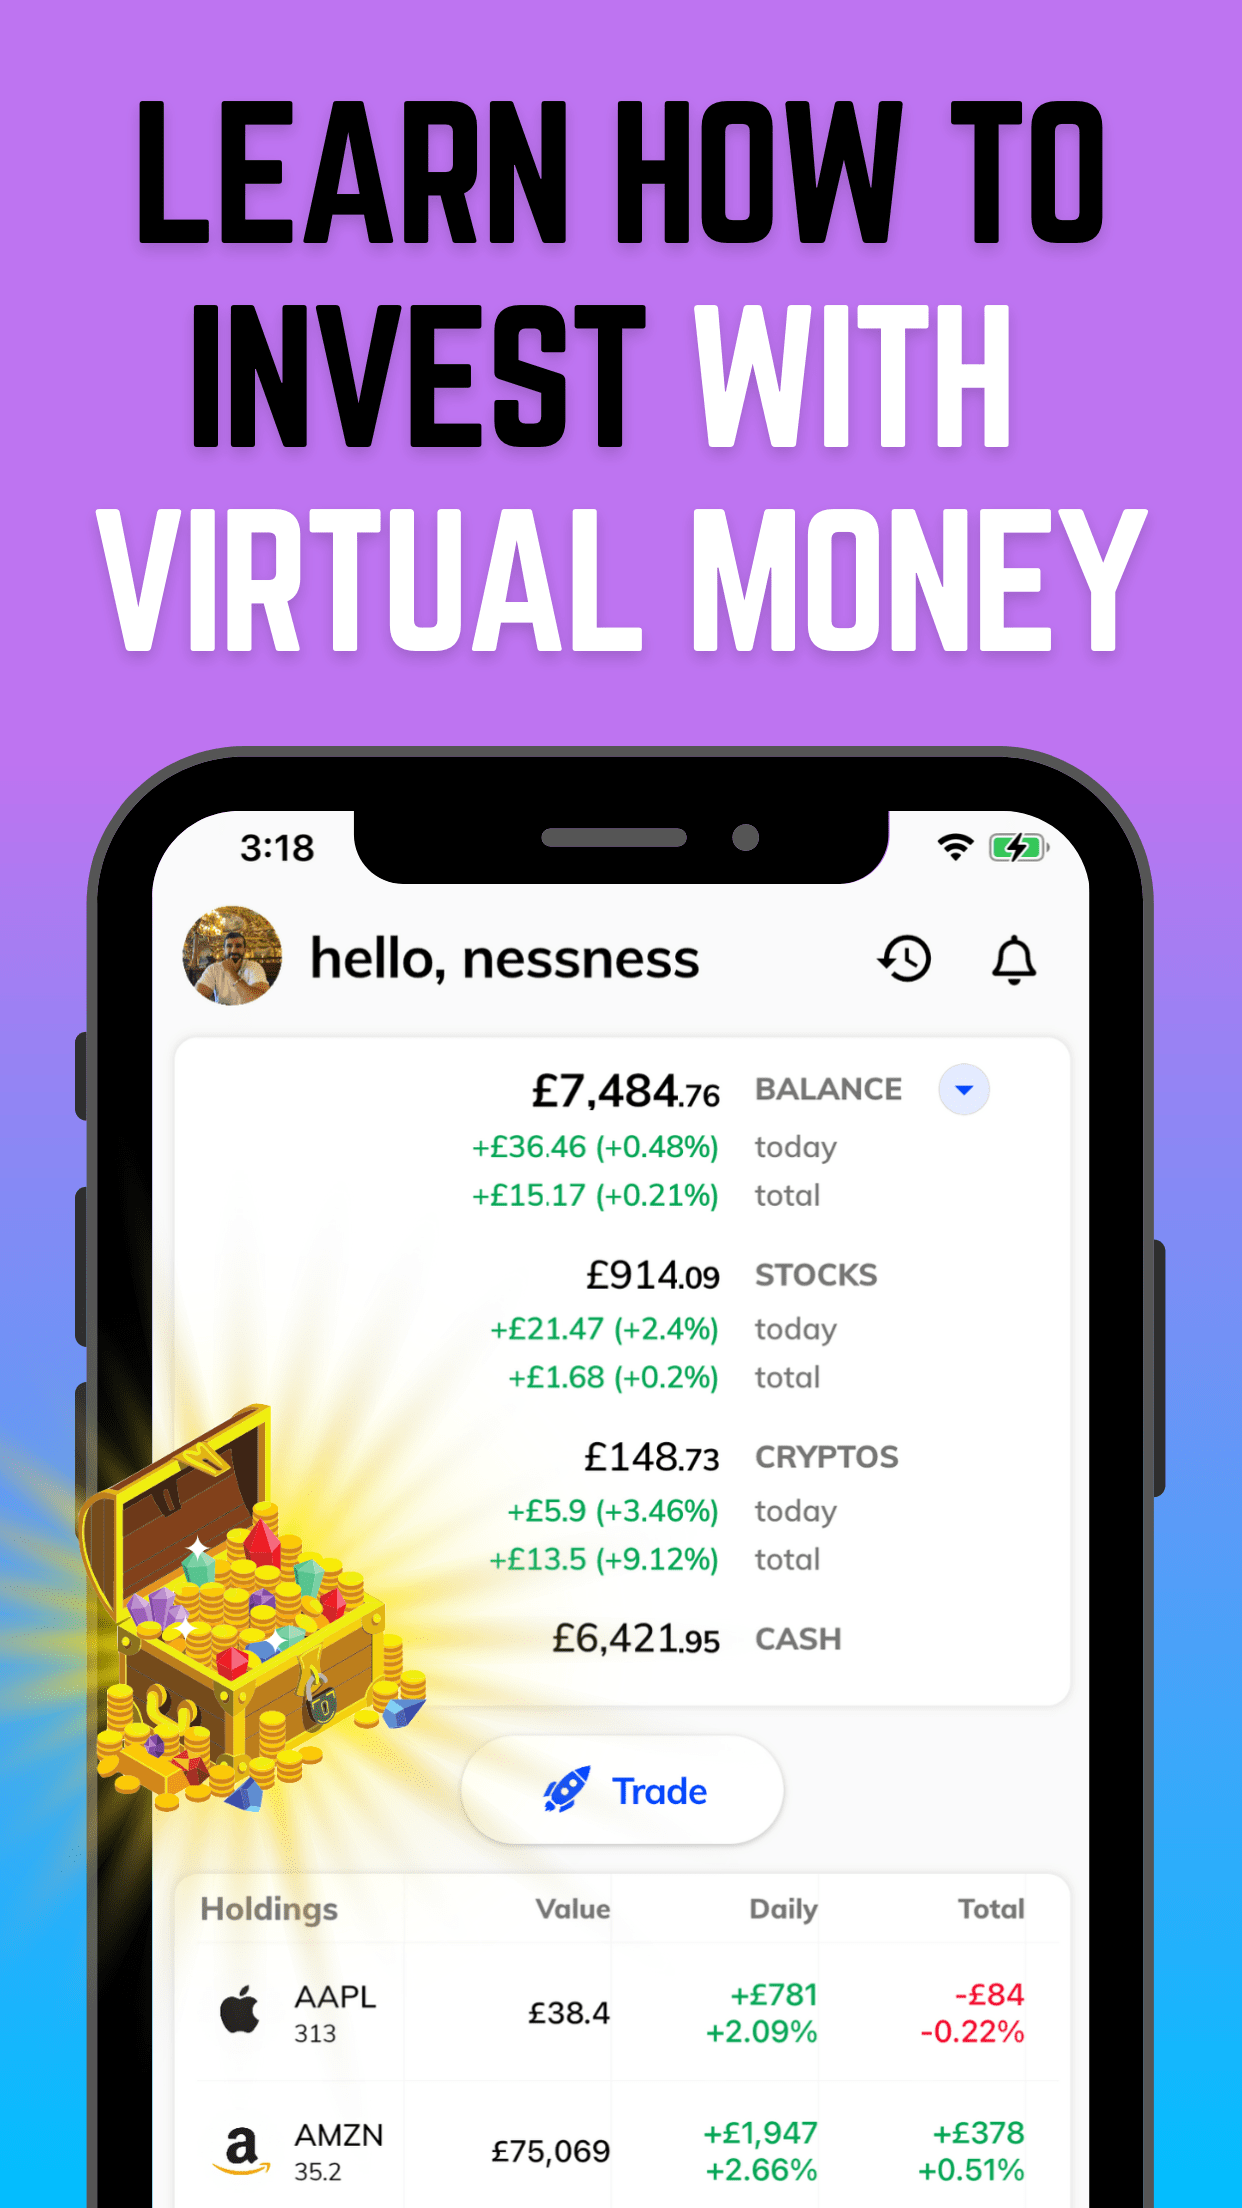 LEARN HOW TO
INVEST WITH
VIRTUAL MONEY
3:18
hello, nessness
£7,484.76 BALANCE
+£36.46 (+0.48%) today
+£15.17 (+0.21%) total
£914.09 STOCKS
+£21.47 (+2.4%) today
+£1.68 (+0.2%) total
£148.73 CRYPTOS
+£5.9 (+3.46%) today
+£13.5 (+9.12%) total
£6,421.95 CASH
Trade
Holdings Value Daily Total
AAPL £38.4 +£781 -£84
313 +2.09% -0.22%
AMZN £75,069 +£1,947 +£378
35.2 +2.66% +0.51%